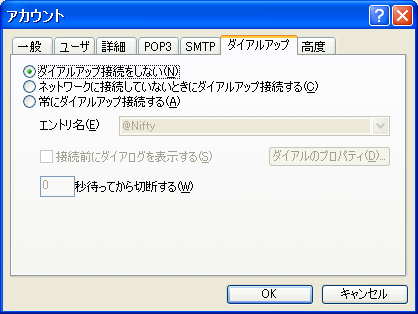 アカウント
一般 ユーザ 詳細 POP3 SMTP ダイアルアップ 高度
ダイアルアップ接続をしない(N)
ネットワークに接続していないときにダイアルアップ接続する(C)
常にダイアルアップ接続する(A)
エントリ名(E) @Nifty
接続前にダイアログを表示する(S) ダイアルのプロパティ(D)...
0 秒待ってから切断する(W)
OK キャンセル